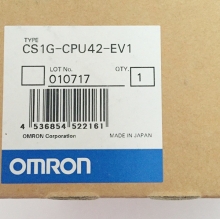 TYPE
CS1G-CPU42-EV1
LOT No. QTY.
010717 1
4 536854 522161
OMRON Corporation MADE IN JAPAN
OMRON